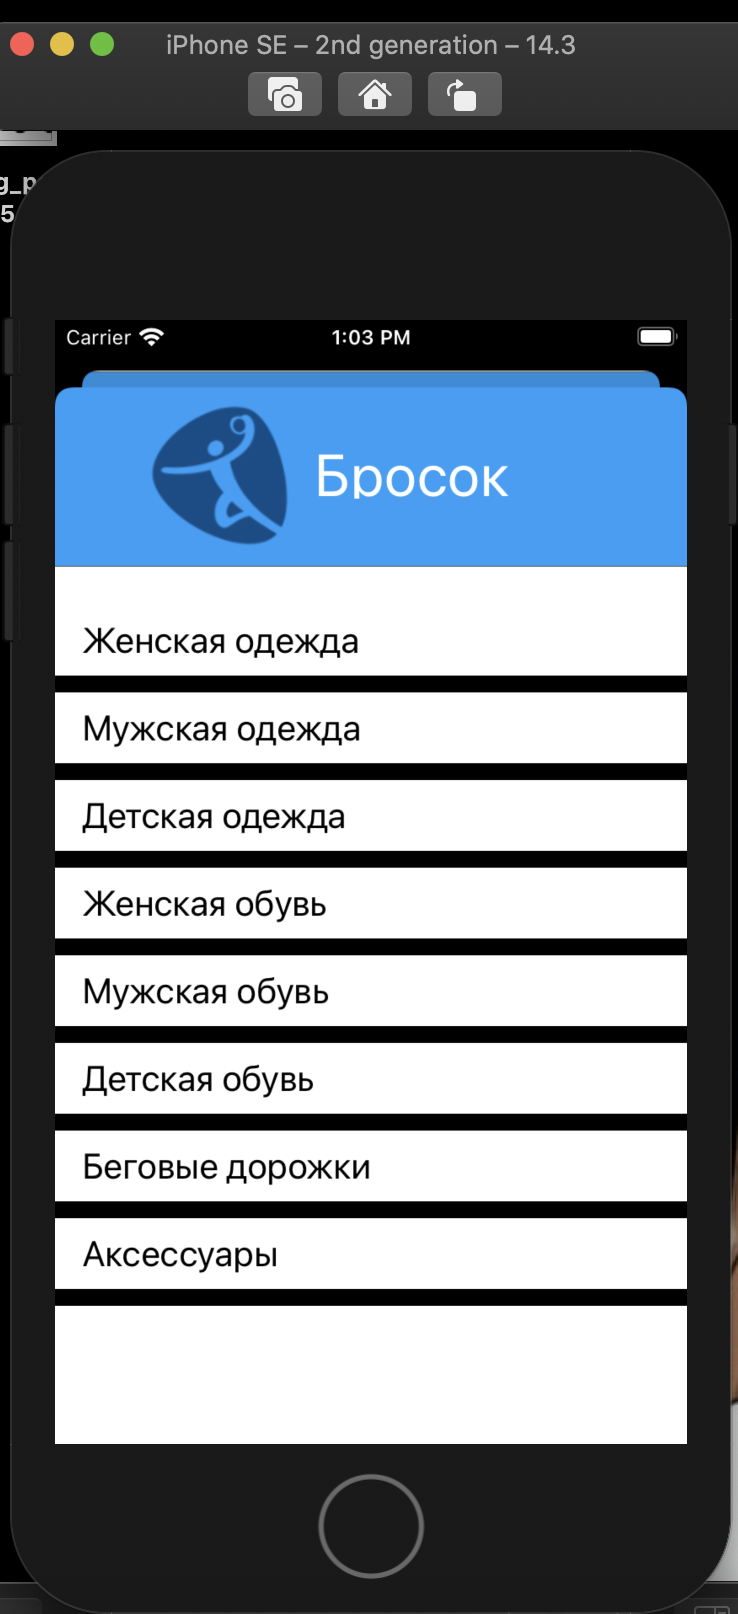 iPhone SE – 2nd generation – 14.3
g_p
5
Carrier
1:03 PM
Бросок
Женская одежда
Мужская одежда
Детская одежда
Женская обувь
Мужская обувь
Детская обувь
Беговые дорожки
Аксессуары